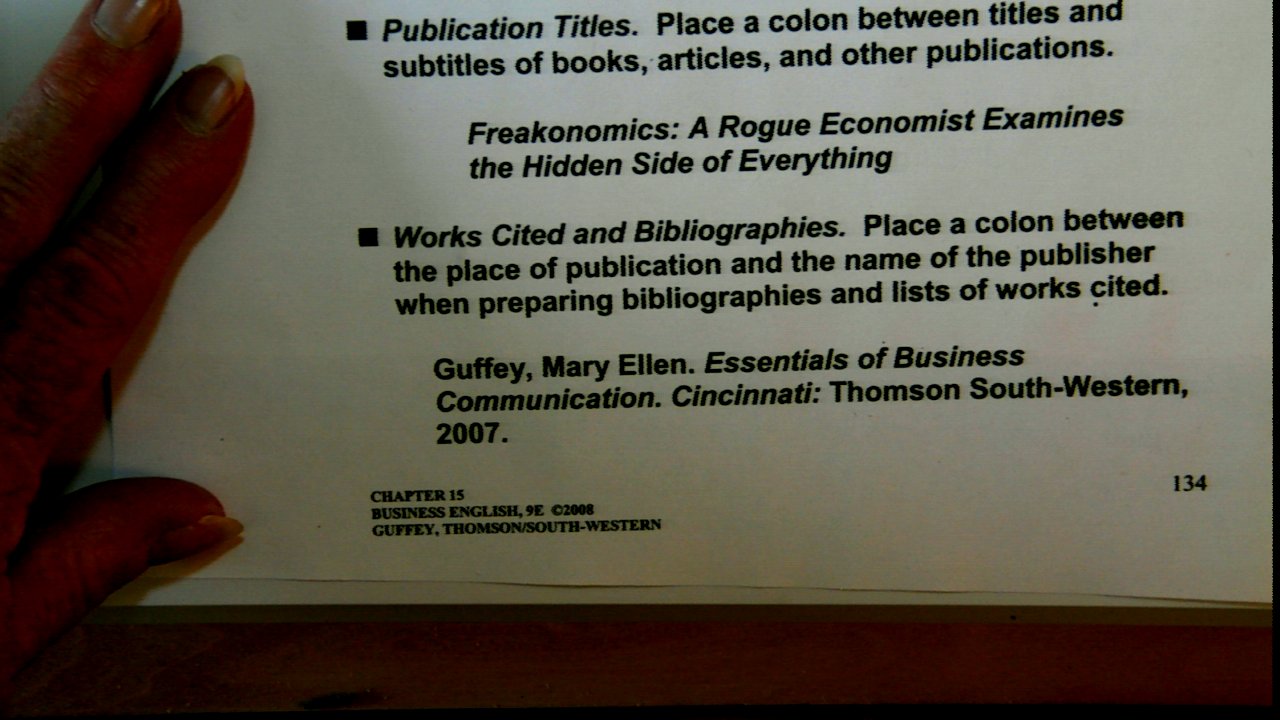 ■ Publication Titles. Place a colon between titles and
subtitles of books, articles, and other publications.
Freakonomics: A Rogue Economist Examines
the Hidden Side of Everything
■ Works Cited and Bibliographies. Place a colon between
the place of publication and the name of the publisher
when preparing bibliographies and lists of works cited.
Guffey, Mary Ellen. Essentials of Business
Communication. Cincinnati: Thomson South-Western,
2007.
CHAPTER 15
BUSINESS ENGLISH, 9E ©2008
GUFFEY, THOMSON/SOUTH-WESTERN
134